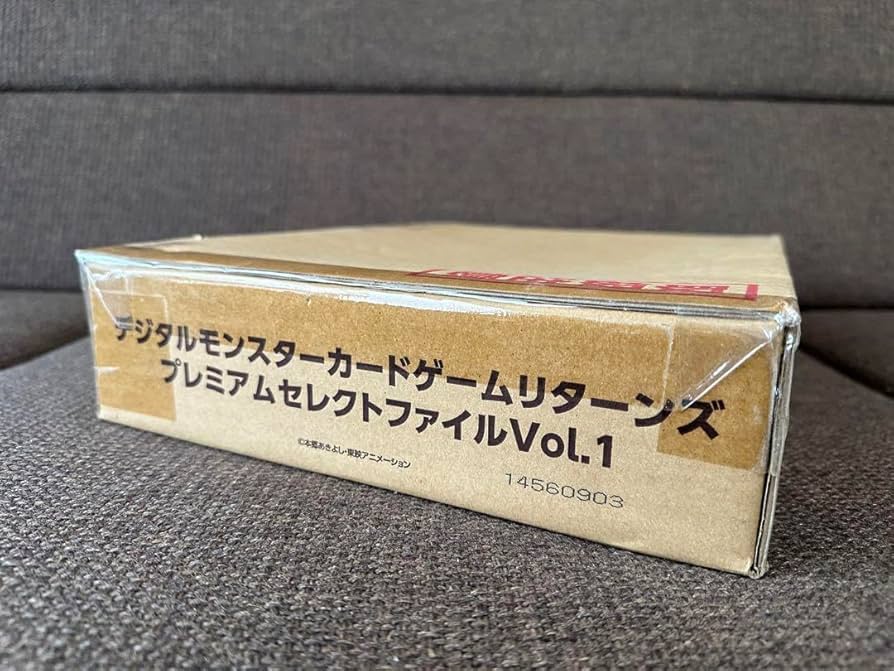 デジタルモンスターカードゲームリターンズ
プレミアムセレクトファイルVol.1
©本郷あきよし・東映アニメーション
14560903